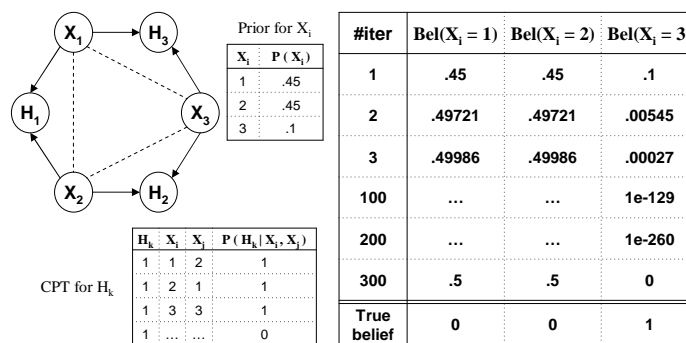 X1
H3
H1
X3
X2
H2
Prior for Xi
Xi P ( Xi )
1 .45
2 .45
3 .1
CPT for Hk
Hk Xi Xj P ( Hk | Xi , Xj )
1 1 2 1
1 2 1 1
1 3 3 1
1 … … 0
#iter Bel(Xi = 1) Bel(Xi = 2) Bel(Xi = 3
1 .45 .45 .1
2 .49721 .49721 .00545
3 .49986 .49986 .00027
100 … … 1e-129
200 … … 1e-260
300 .5 .5 0
True
belief 0 0 1